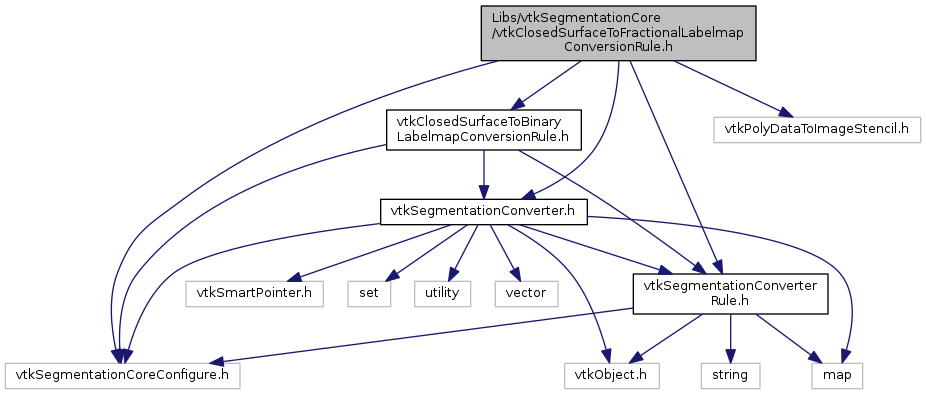 Libs/vtkSegmentationCore
/vtkClosedSurfaceToFractionalLabelmap
ConversionRule.h
vtkClosedSurfaceToBinary
LabelmapConversionRule.h
vtkPolyDataToImageStencil.h
vtkSegmentationConverter.h
vtkSmartPointer.h
set
utility
vector
vtkSegmentationConverter
Rule.h
vtkSegmentationCoreConfigure.h
vtkObject.h
string
map